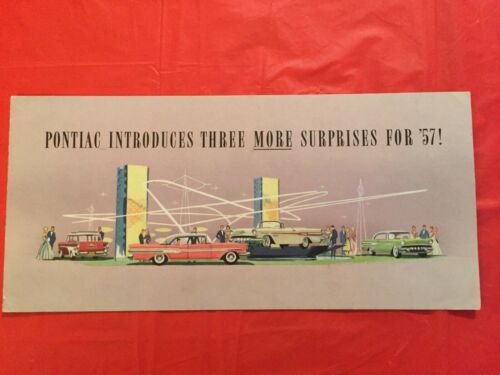 PONTIAC INTRODUCES THREE MORE SURPRISES FOR '57!